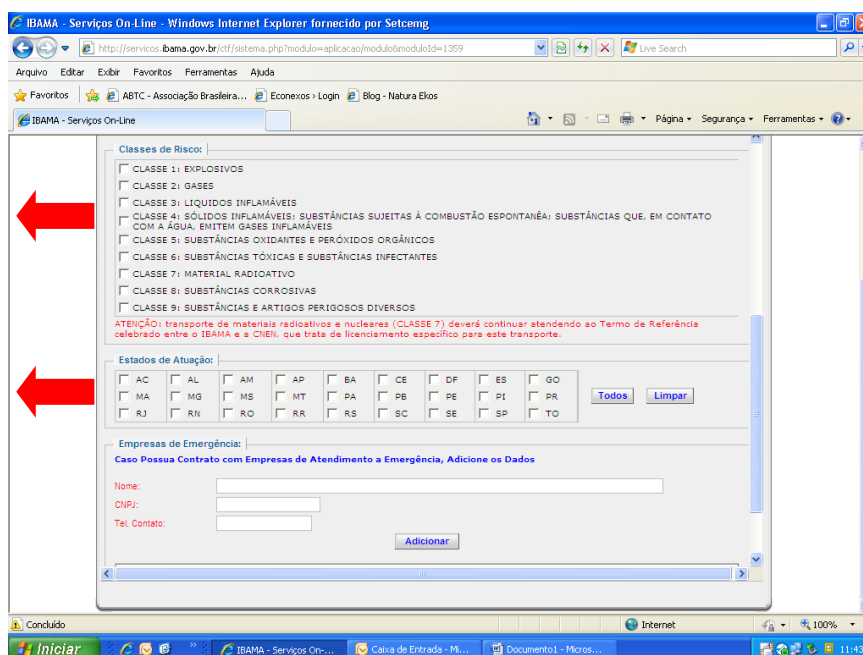 IBAMA - Serviços On-Line - Windows Internet Explorer fornecido por Setcemg
http://servicos.ibama.gov.br/ctf/sistema.php?modulo=aplicacao/modulo&moduloId=1359
Live Search
Arquivo Editar Exibir Favoritos Ferramentas Ajuda
Favoritos ABTC - Associação Brasileira... Econexos › Login Blog - Natura Ekos
IBAMA - Serviços On-Line Página Segurança Ferramentas
Classes de Risco:
CLASSE 1: EXPLOSIVOS
CLASSE 2: GASES
CLASSE 3: LIQUIDOS INFLAMÁVEIS
CLASSE 4: SÓLIDOS INFLAMÁVEIS; SUBSTÂNCIAS SUJEITAS À COMBUSTÃO ESPONTANÊA; SUBSTÂNCIAS QUE, EM CONTATO
COM A ÁGUA, EMITEM GASES INFLAMÁVEIS
CLASSE 5: SUBSTÂNCIAS OXIDANTES E PERÓXIDOS ORGÂNICOS
CLASSE 6: SUBSTÂNCIAS TÓXICAS E SUBSTÂNCIAS INFECTANTES
CLASSE 7: MATERIAL RADIOATIVO
CLASSE 8: SUBSTÂNCIAS CORROSIVAS
CLASSE 9: SUBSTÂNCIAS E ARTIGOS PERIGOSOS DIVERSOS
ATENÇÃO: transporte de materiais radioativos e nucleares (CLASSE 7) deverá continuar atendendo ao Termo de Referência
celebrado entre o IBAMA e a CNEN, que trata de licenciamento específico para este transporte.
Estados de Atuação:
AC AL AM AP BA CE DF ES GO
MA MG MS MT PA PB PE PI PR Todos Limpar
RJ RN RO RR RS SC SE SP TO
Empresas de Emergência:
Caso Possua Contrato com Empresas de Atendimento a Emergência, Adicione os Dados
Nome:
CNPJ:
Tel. Contato:
Adicionar
Concluído Internet 100%
Iniciar IBAMA - Serviços On-... Caixa de Entrada - Mi... Documento1 - Micros... 11:43